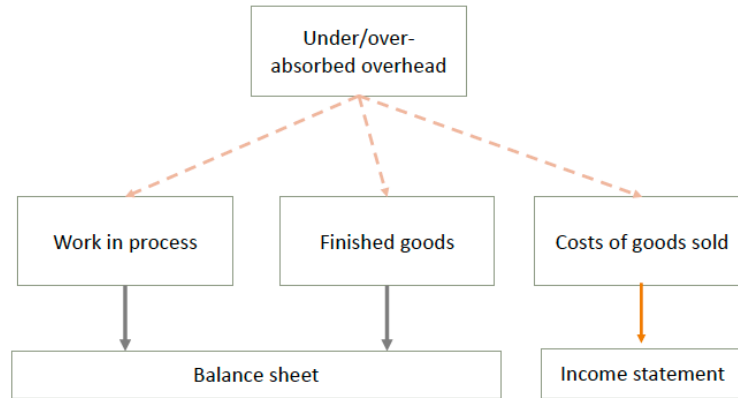 Under/over-
absorbed overhead
Work in process
Finished goods
Costs of goods sold
Balance sheet
Income statement